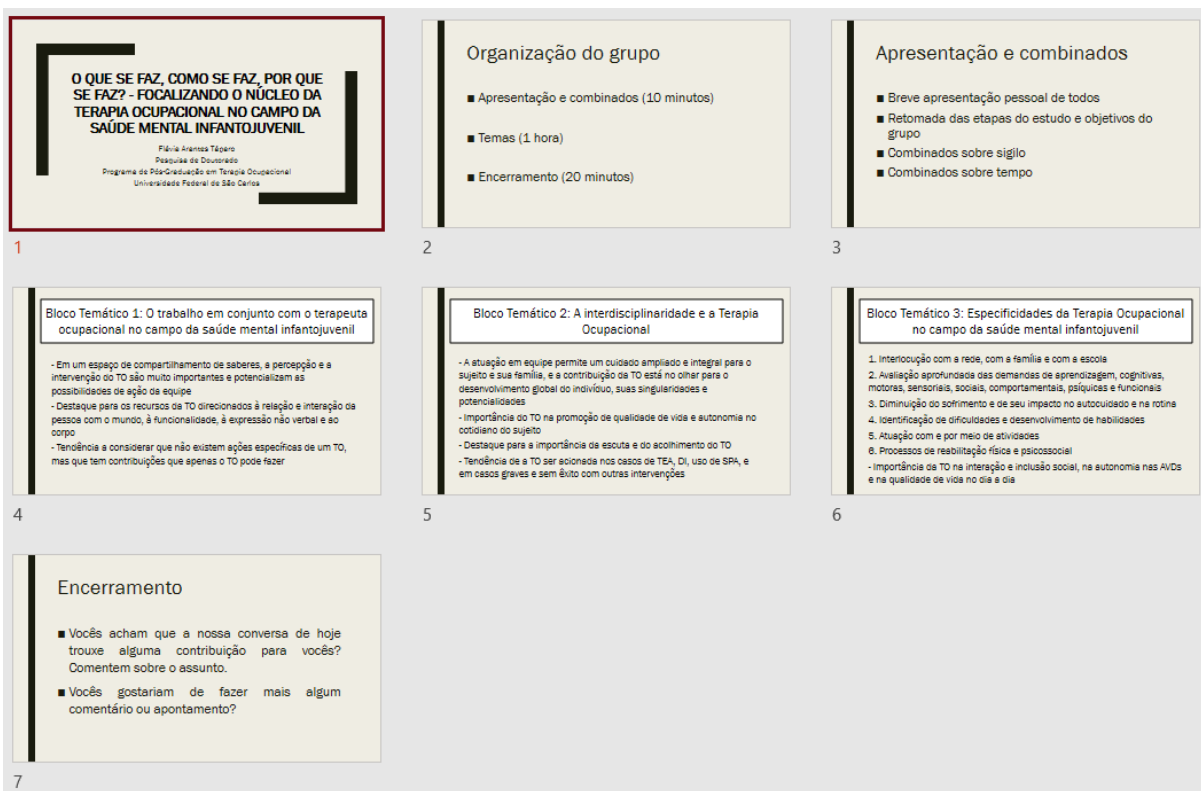 O QUE SE FAZ, COMO SE FAZ, POR QUE
SE FAZ? - FOCALIZANDO O NÚCLEO DA
TERAPIA OCUPACIONAL NO CAMPO DA
SAÚDE MENTAL INFANTOJUVENIL
Flávia Arantes Tápero
Pesquisa de Doutorado
Programa de Pós-Graduação em Terapia Ocupacional
Universidade Federal de São Carlos
1
Organização do grupo
■ Apresentação e combinados (10 minutos)
■ Temas (1 hora)
■ Encerramento (20 minutos)
2
Apresentação e combinados
■ Breve apresentação pessoal de todos
■ Retomada das etapas do estudo e objetivos do
grupo
■ Combinados sobre sigilo
■ Combinados sobre tempo
3
Bloco Temático 1: O trabalho em conjunto com o terapeuta
ocupacional no campo da saúde mental infantojuvenil
- Em um espaço de compartilhamento de saberes, a percepção e a
intervenção do TO são muito importantes e potencializam as
possibilidades de ação da equipe
- Destaque para os recursos da TO direcionados à relação e interação da
pessoa com o mundo, à funcionalidade, à expressão não verbal e ao
corpo
- Tendência a considerar que não existem ações específicas de um TO,
mas que tem contribuições que apenas o TO pode fazer
4
Bloco Temático 2: A interdisciplinaridade e a Terapia
Ocupacional
- A atuação em equipe permite um cuidado ampliado e integral para o
sujeito e sua família, e a contribuição da TO está no olhar para o
desenvolvimento global do indivíduo, suas singularidades e
potencialidades
- Importância do TO na promoção de qualidade de vida e autonomia no
cotidiano do sujeito
- Destaque para a importância da escuta e do acolhimento do TO
- Tendência de a TO ser acionada nos casos de TEA, DI, uso de SPA, e
em casos graves e sem êxito com outras intervenções
5
Bloco Temático 3: Especificidades da Terapia Ocupacional
no campo da saúde mental infantojuvenil
1. Interlocução com a rede, com a família e com a escola
2. Avaliação aprofundada das demandas de aprendizagem, cognitivas,
motoras, sensoriais, sociais, comportamentais, psíquicas e funcionais
3. Diminuição do sofrimento e de seu impacto no autocuidado e na rotina
4. Identificação de dificuldades e desenvolvimento de habilidades
5. Atuação com e por meio de atividades
6. Processos de reabilitação física e psicossocial
- Importância da TO na interação e inclusão social, na autonomia nas AVDs
e na qualidade de vida no dia a dia
6
Encerramento
■ Vocês acham que a nossa conversa de hoje
trouxe alguma contribuição para vocês?
Comentem sobre o assunto.
■ Vocês gostariam de fazer mais algum
comentário ou apontamento?
7